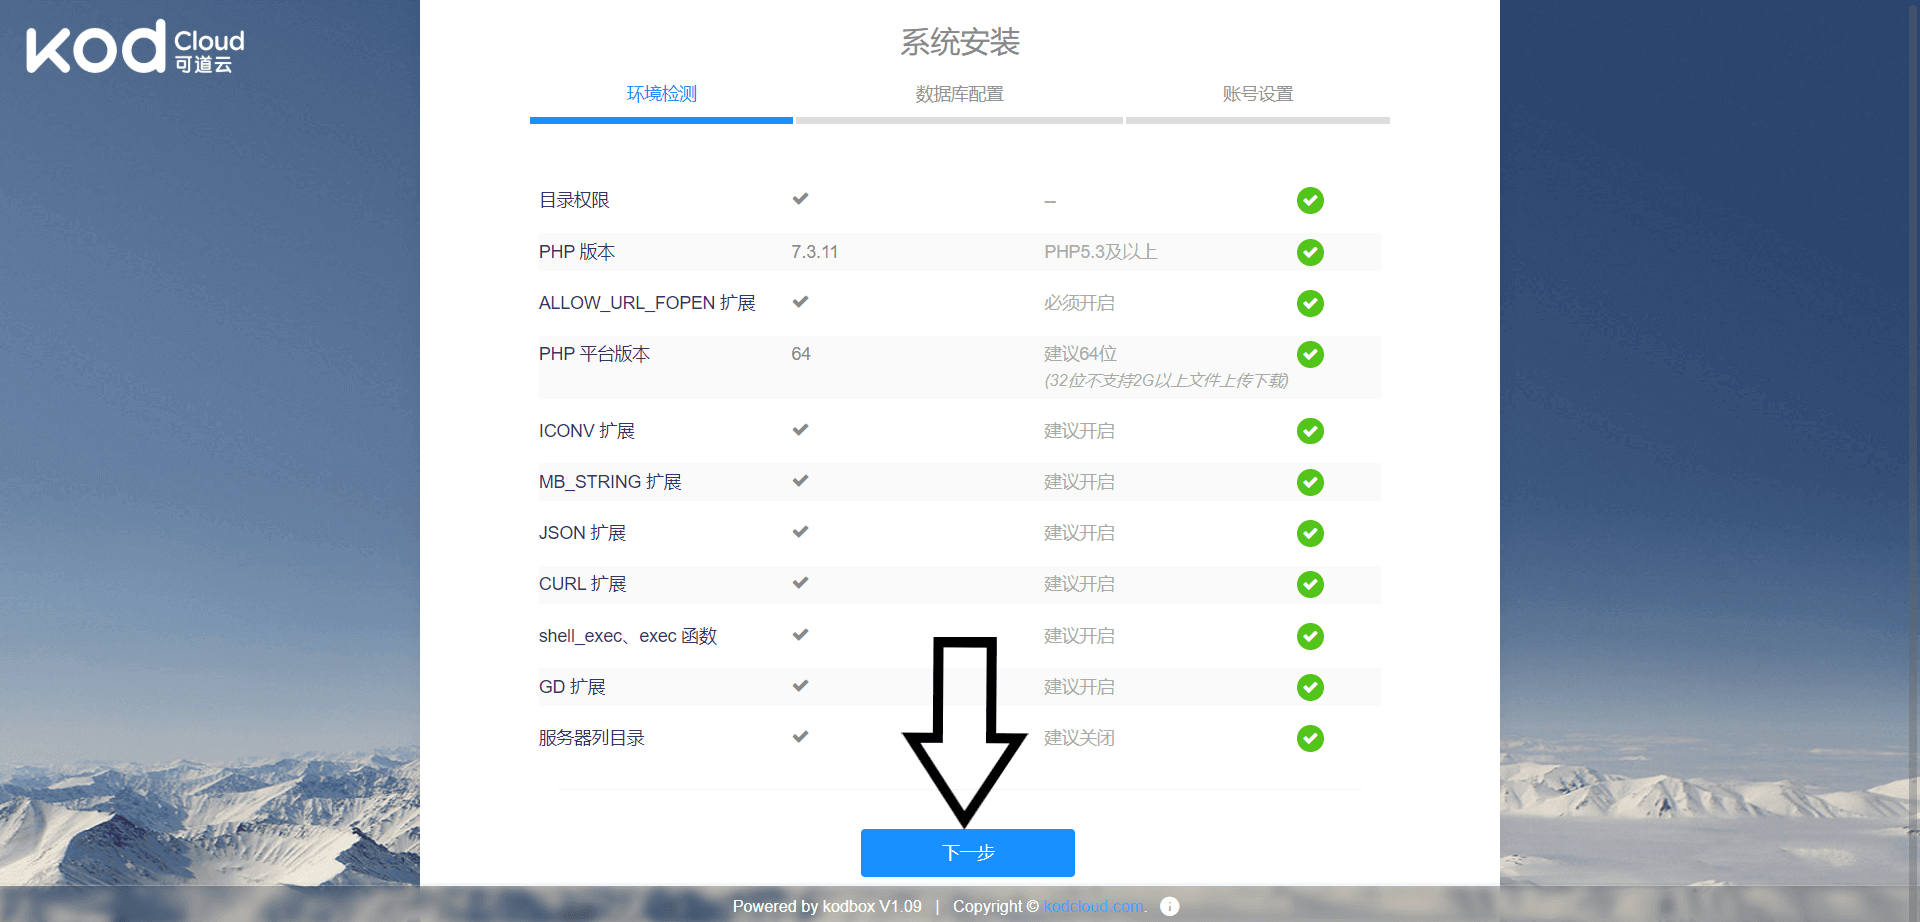 kod Cloud
可道云
系统安装
环境检测 数据库配置 账号设置
目录权限 --
PHP 版本 7.3.11 PHP5.3及以上
ALLOW_URL_FOPEN 扩展 必须开启
PHP 平台版本 64 建议64位
(32位不支持2G以上文件上传下载)
ICONV 扩展 建议开启
MB_STRING 扩展 建议开启
JSON 扩展 建议开启
CURL 扩展 建议开启
shell_exec、exec 函数 建议开启
GD 扩展 建议开启
服务器列目录 建议关闭
下一步
Powered by kodbox V1.09 | Copyright © kodcloud.com.